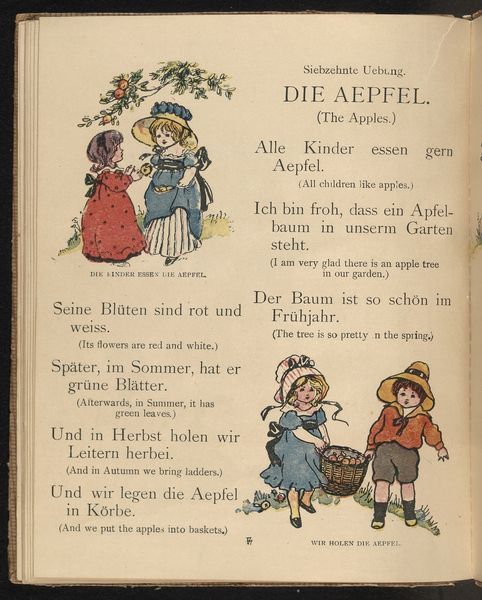 Siebzehnte Uebung.
DIE AEPFEL.
(The Apples.)
Alle Kinder essen gern
Aepfel.
(All children like apples.)
Ich bin froh, dass ein Apfel-
baum in unserm Garten
steht.
(I am very glad there is an apple tree
in our garden.)
Der Baum ist so schön im
Frühjahr.
(The tree is so pretty in the spring.)
DIE KINDER ESSEN DIE AEPFEL.
Seine Blüten sind rot und
weiss.
(Its flowers are red and white.)
Später, im Sommer, hat er
grüne Blätter.
(Afterwards, in Summer, it has
green leaves.)
Und in Herbst holen wir
Leitern herbei.
(And in Autumn we bring ladders.)
Und wir legen die Aepfel
in Körbe.
(And we put the apples into baskets.)
WIR HOLEN DIE AEPFEL.